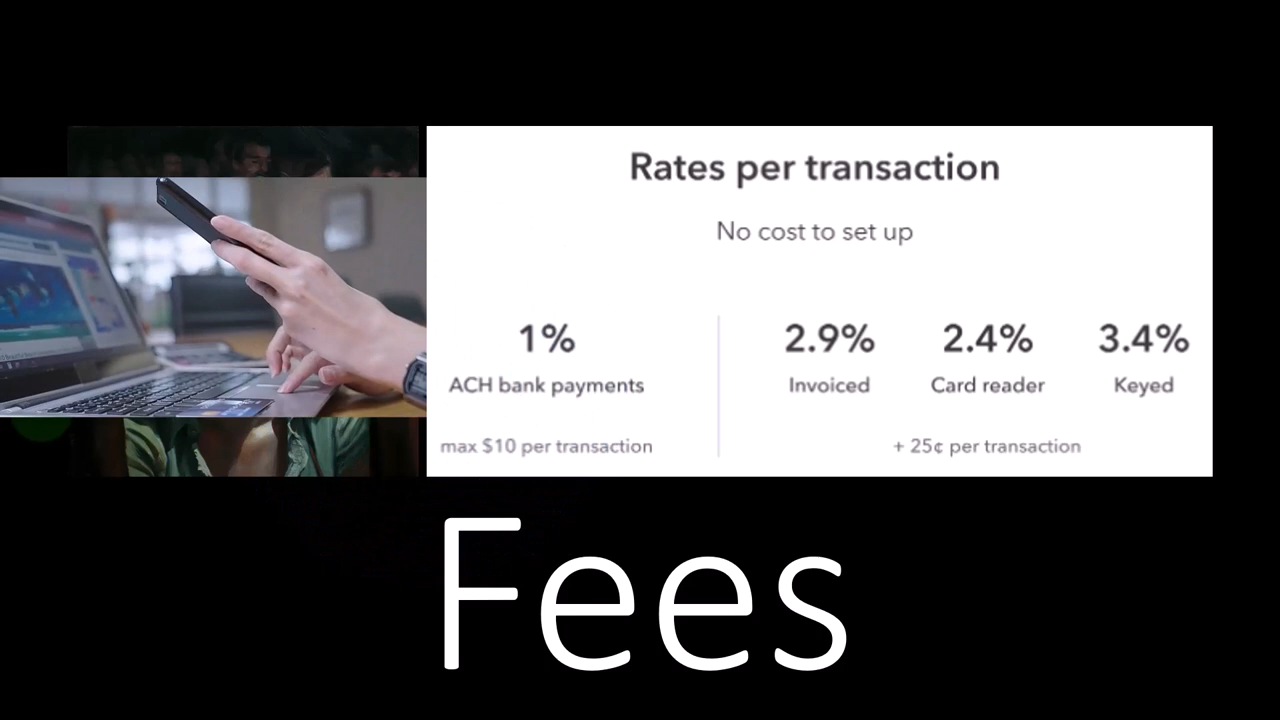 Rates per transaction
No cost to set up
1% 2.9% 2.4% 3.4%
ACH bank payments Invoiced Card reader Keyed
max $10 per transaction + 25¢ per transaction
Fees